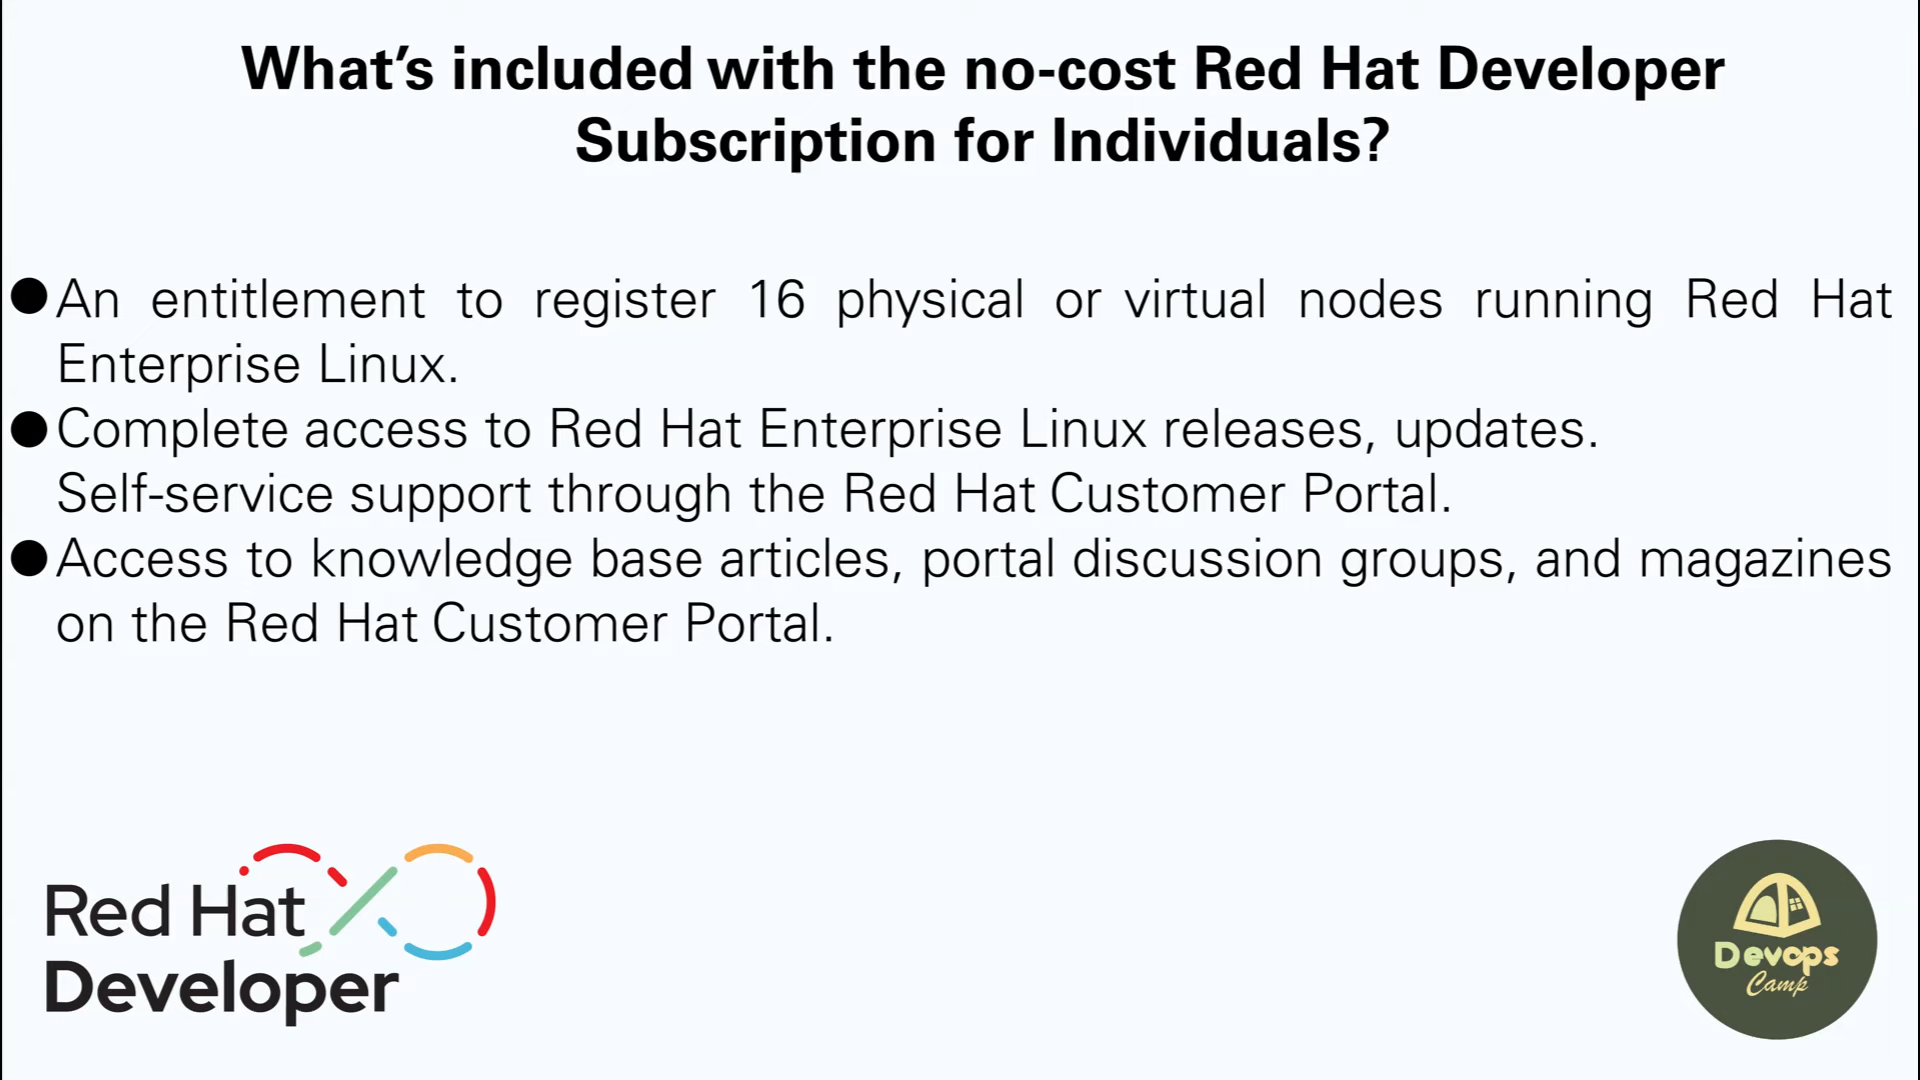 What’s included with the no-cost Red Hat Developer
Subscription for Individuals?
●An entitlement to register 16 physical or virtual nodes running Red Hat
Enterprise Linux.
●Complete access to Red Hat Enterprise Linux releases, updates.
Self-service support through the Red Hat Customer Portal.
●Access to knowledge base articles, portal discussion groups, and magazines
on the Red Hat Customer Portal.
Red Hat
Developer
Devops
Camp